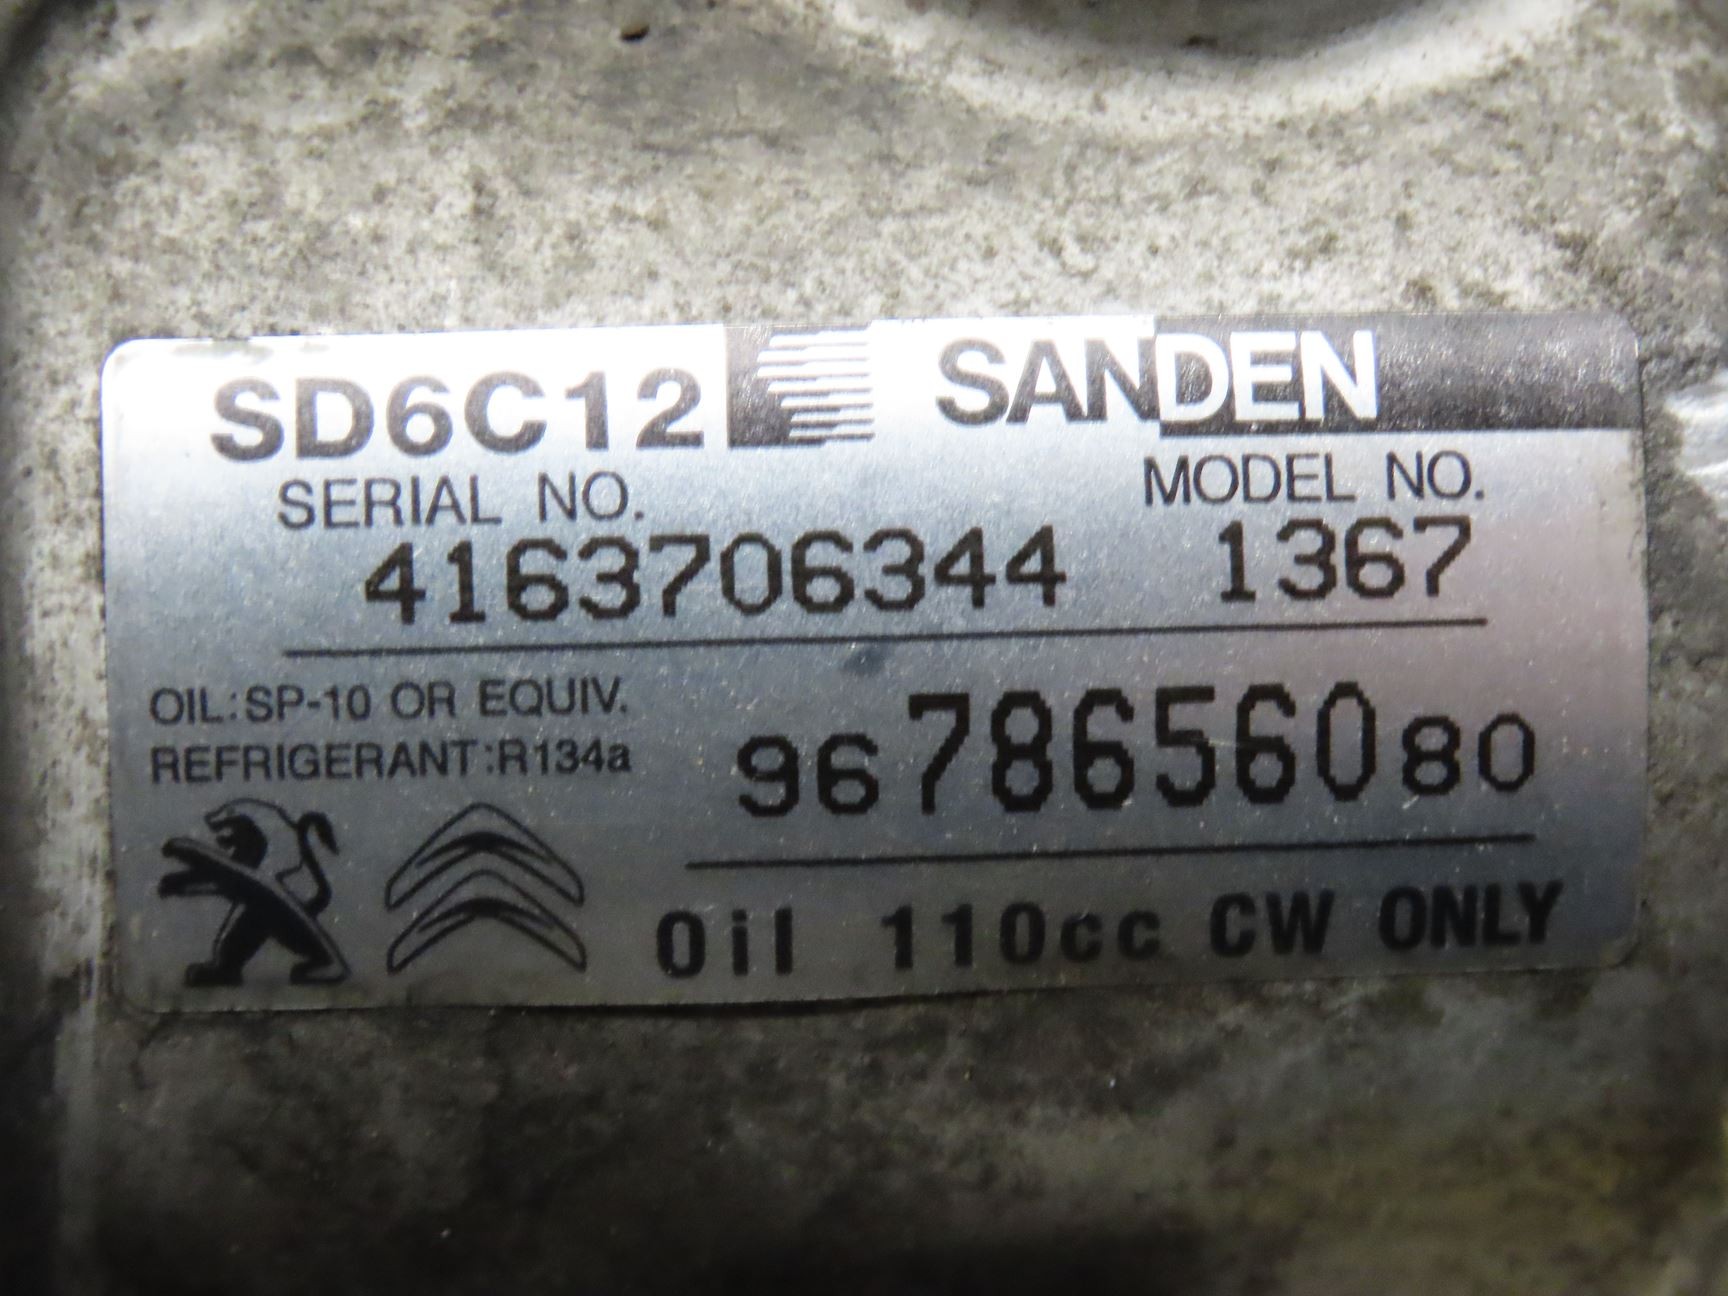 SD6C12 SANDEN
SERIAL NO. MODEL NO.
4163706344 1367
OIL:SP-10 OR EQUIV.
REFRIGERANT:R134a
9678656080
Oil 110cc CW ONLY